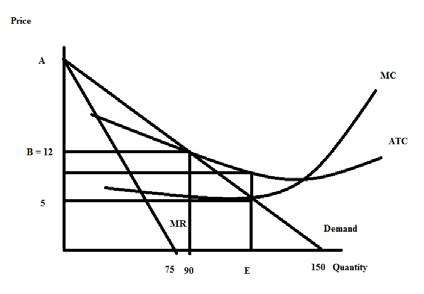 Price
A
MC
ATC
B = 12
5
MR
Demand
75 90 E 150 Quantity